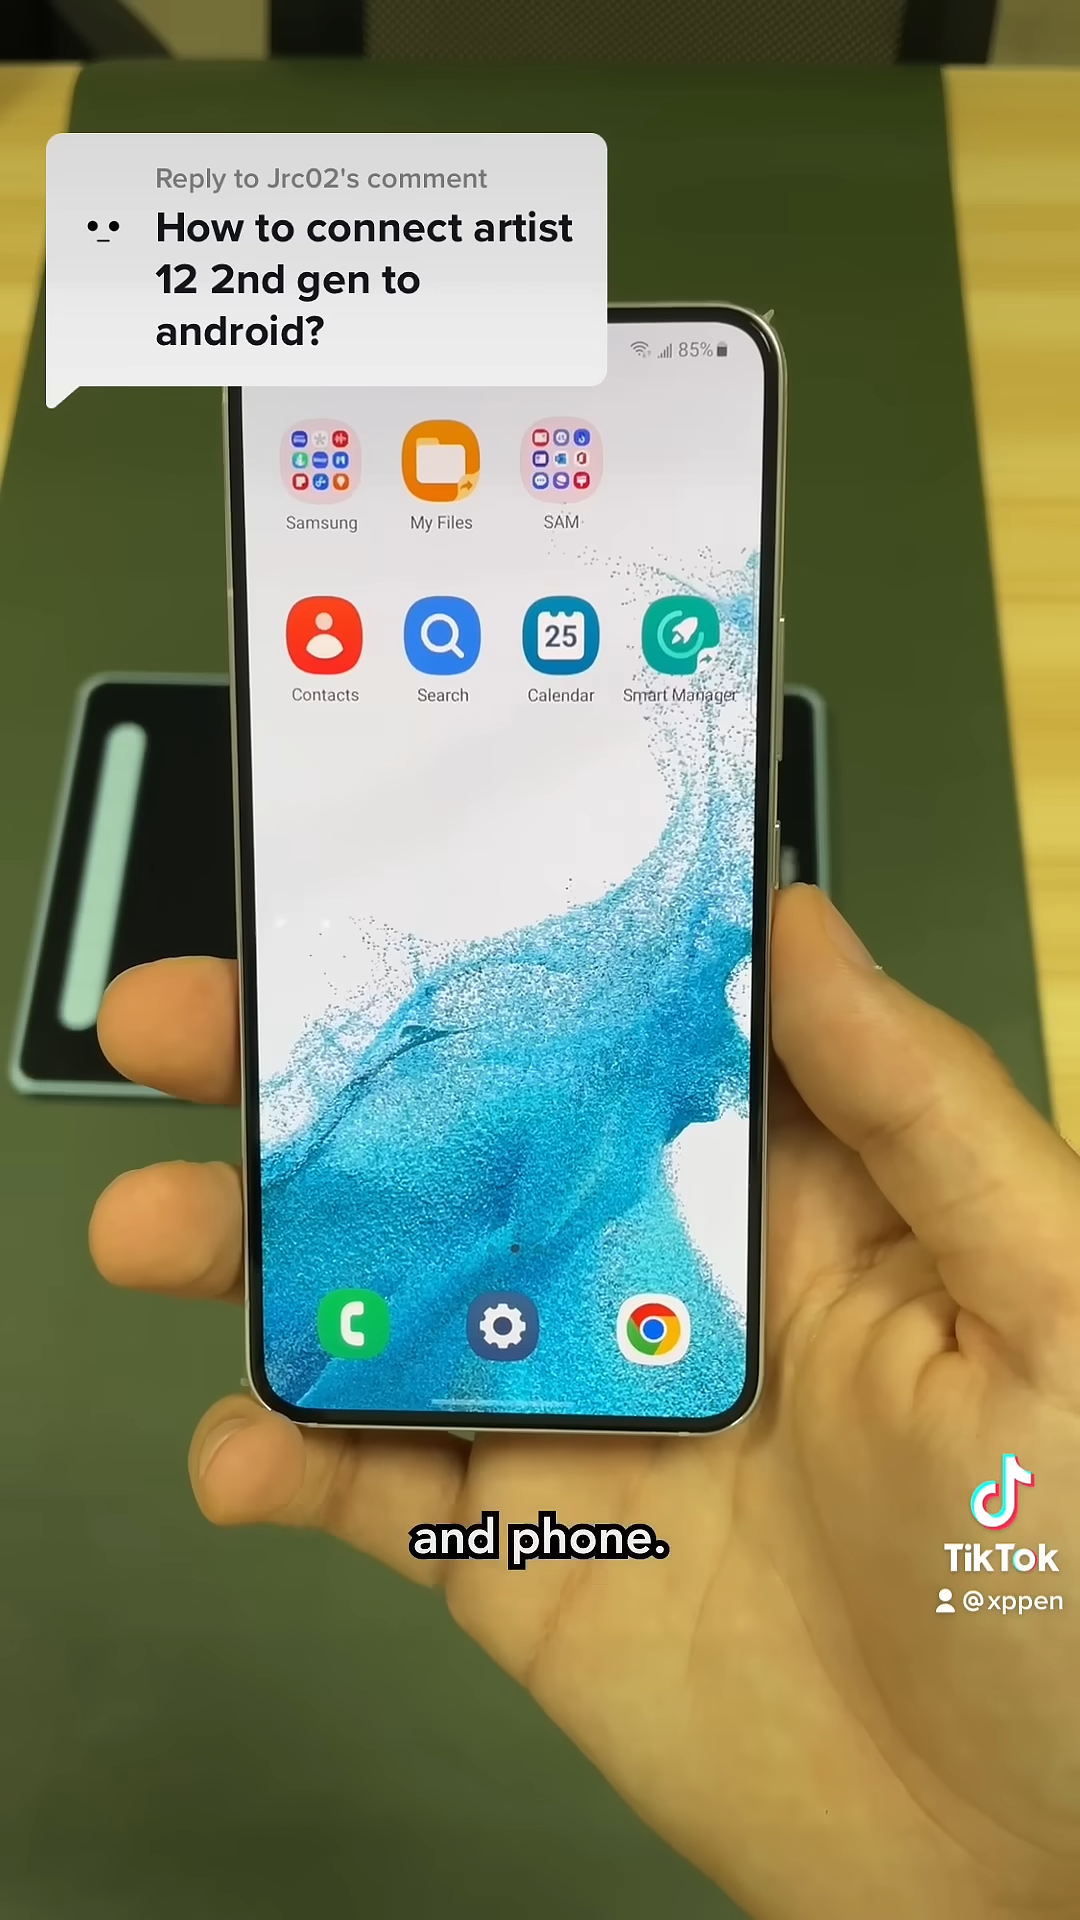 Reply to Jrc02's comment
How to connect artist
12 2nd gen to
android?
85%
Samsung
My Files
SAM
25
Contacts
Search
Calendar
Smart Manager
and phone.
TikTok
@xppen